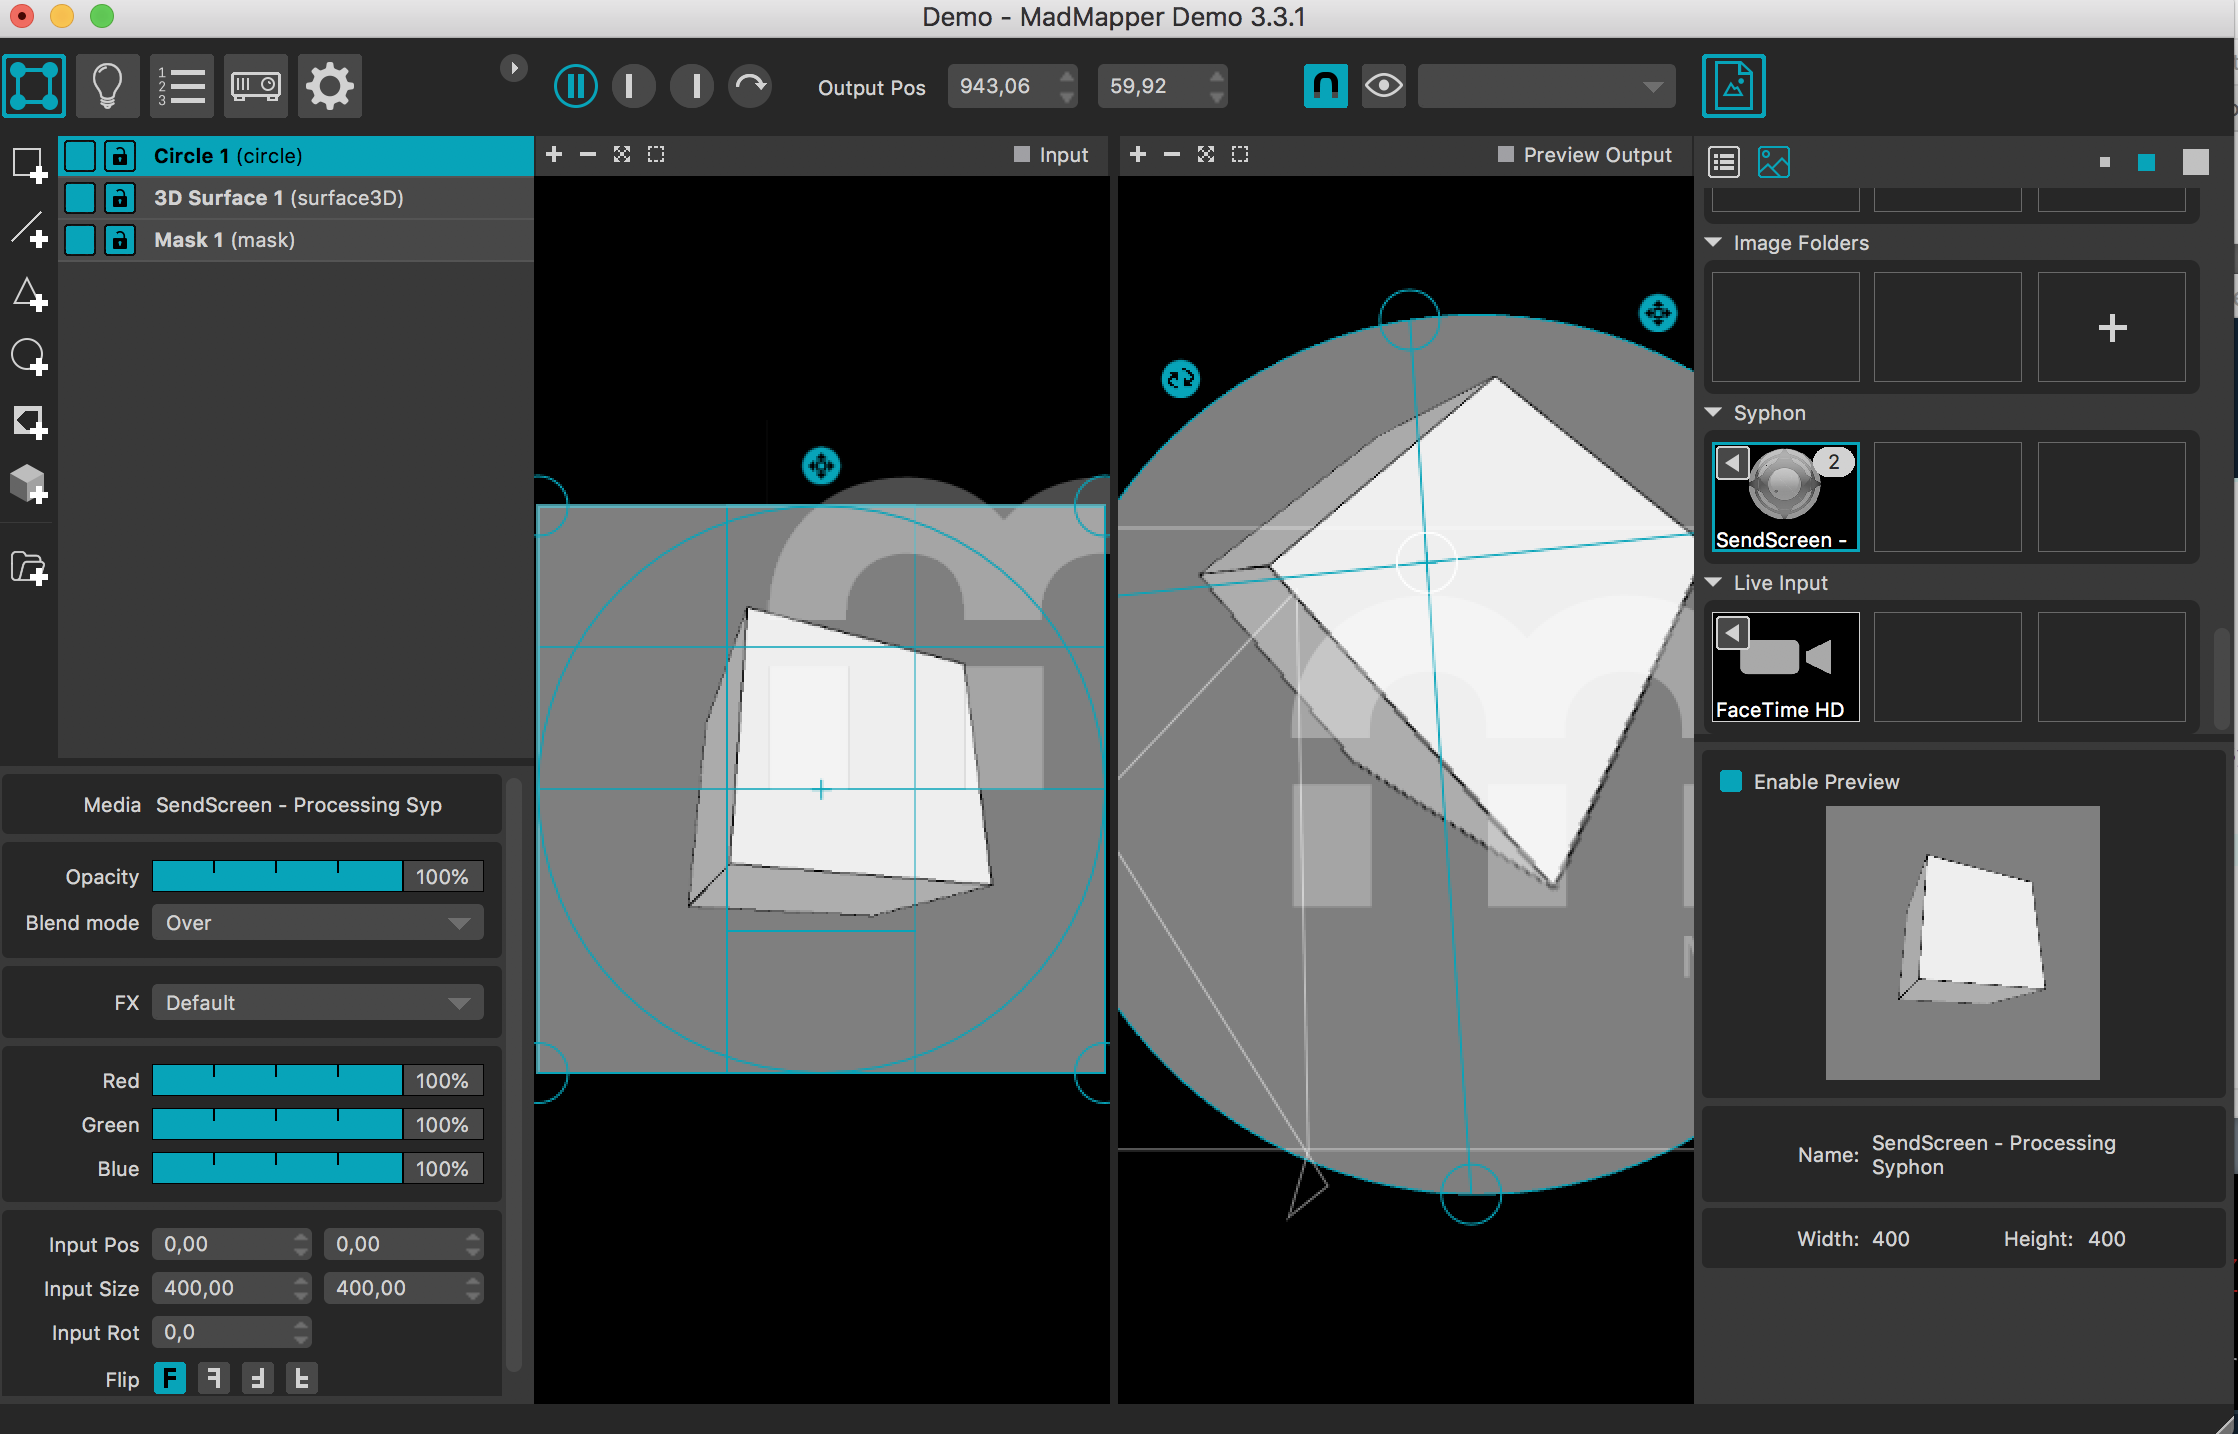 Demo - MadMapper Demo 3.3.1
1
2
3
Output Pos 943,06 59,92
Circle 1 (circle)
3D Surface 1 (surface3D)
Mask 1 (mask)
Input
Preview Output
Image Folders
Syphon
2
SendScreen -
Live Input
FaceTime HD
Media SendScreen - Processing Syp
Opacity 100%
Blend mode Over
FX Default
Red 100%
Green 100%
Blue 100%
Input Pos 0,00 0,00
Input Size 400,00 400,00
Input Rot 0,0
Flip F
Enable Preview
Name: SendScreen - Processing
Syphon
Width: 400 Height: 400